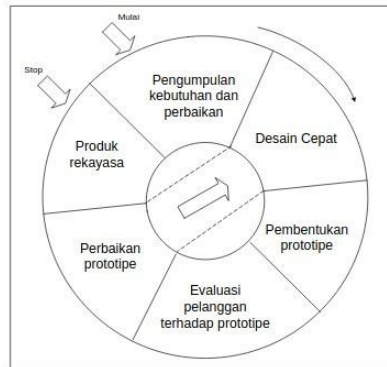 Mulai
Stop
Pengumpulan
kebutuhan dan
perbaikan
Desain Cepat
Pembentukan
prototipe
Evaluasi
pelanggan
terhadap prototipe
Perbaikan
prototipe
Produk
rekayasa